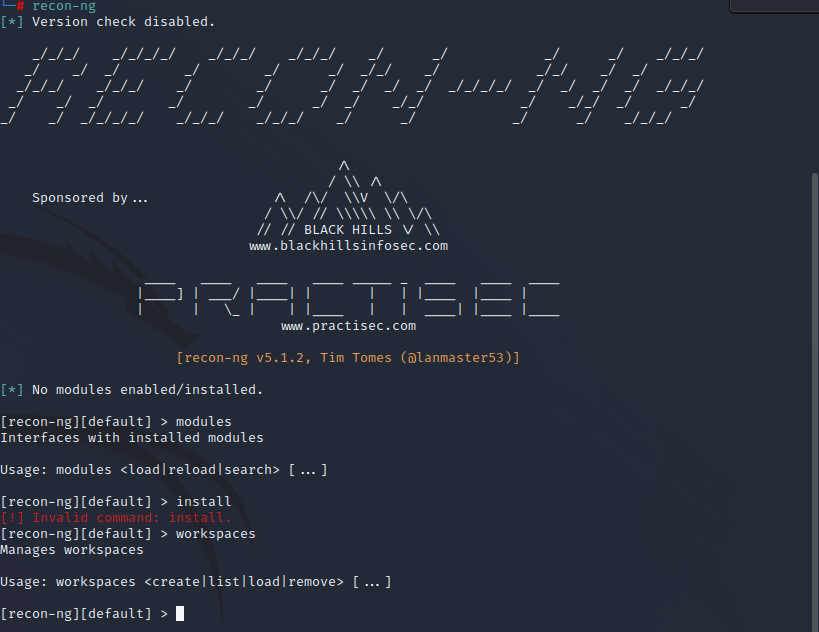 └─# recon-ng
[*] Version check disabled.
RECON-NG
Sponsored by ...
BLACK HILLS
www.blackhillsinfosec.com
PRACTISEC
www.practisec.com
[recon-ng v5.1.2, Tim Tomes (@lanmaster53)]
[*] No modules enabled/installed.
[recon-ng][default] > modules
Interfaces with installed modules
Usage: modules <load|reload|search> [ ... ]
[recon-ng][default] > install
[!] Invalid command: install.
[recon-ng][default] > workspaces
Manages workspaces
Usage: workspaces <create|list|load|remove> [ ... ]
[recon-ng][default] >